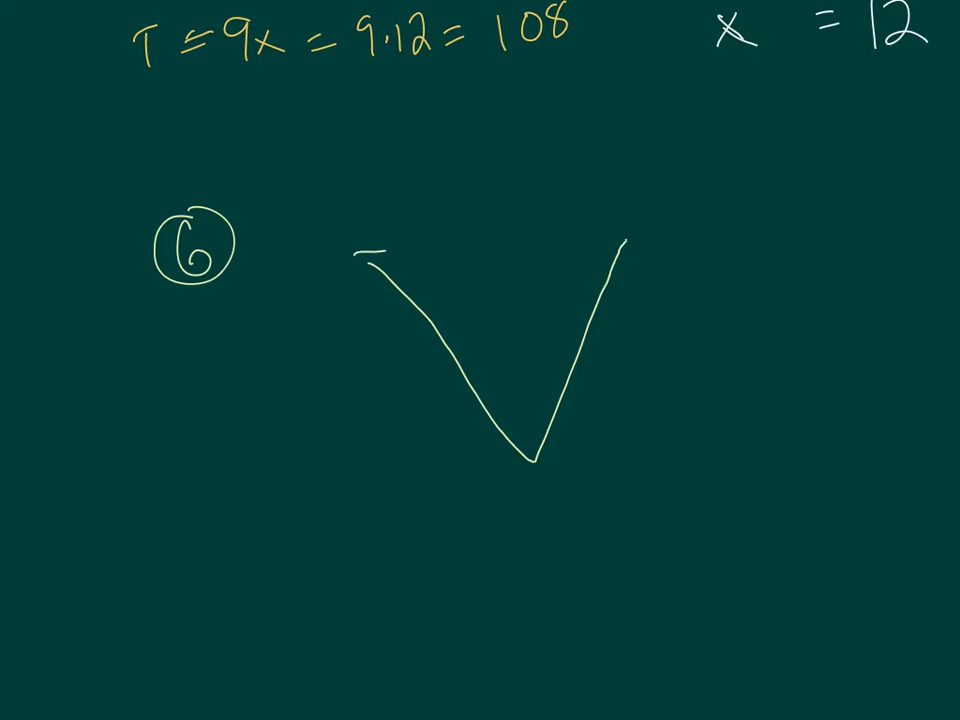 T = 9x = 9.12 = 108
x = 12
6